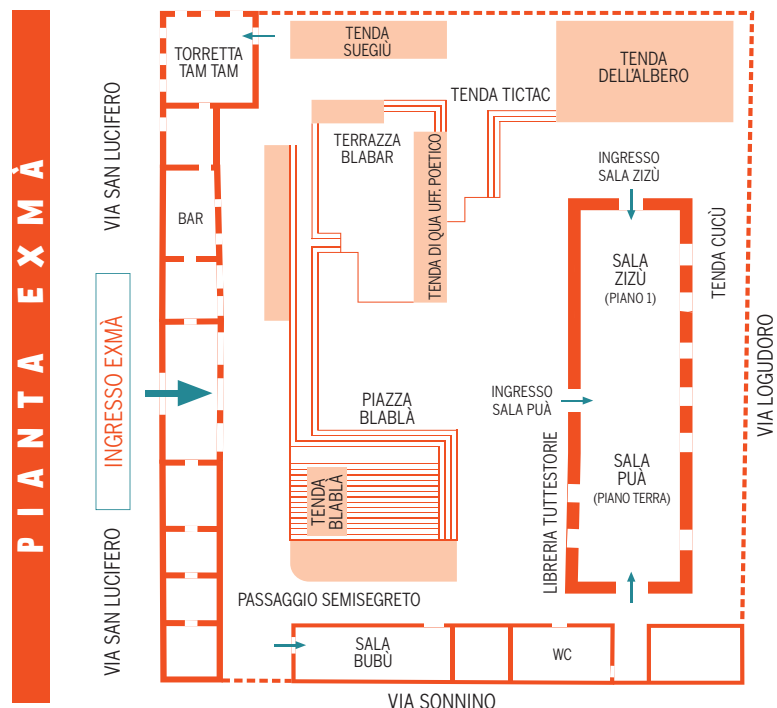 PIANTA EXMÀ
VIA SAN LUCIFERO
INGRESSO EXMÀ
VIA SAN LUCIFERO
TORRETTA
TAM TAM
BAR
TENDA
SUEGIÙ
TERRAZZA
BLABAR
TENDA DI QUA UFF. POETICO
TENDA TICTAC
TENDA
DELL'ALBERO
INGRESSO
SALA ZIZÙ
SALA
ZIZÙ
(PIANO 1)
TENDA CUCÙ
VIA LOGUDORO
INGRESSO
SALA PUÀ
PIAZZA
BLABLÀ
TENDA
BLABLÀ
SALA
PUÀ
(PIANO TERRA)
LIBRERIA TUTTESTORIE
PASSAGGIO SEMISEGRETO
SALA
BUBÙ
WC
VIA SONNINO